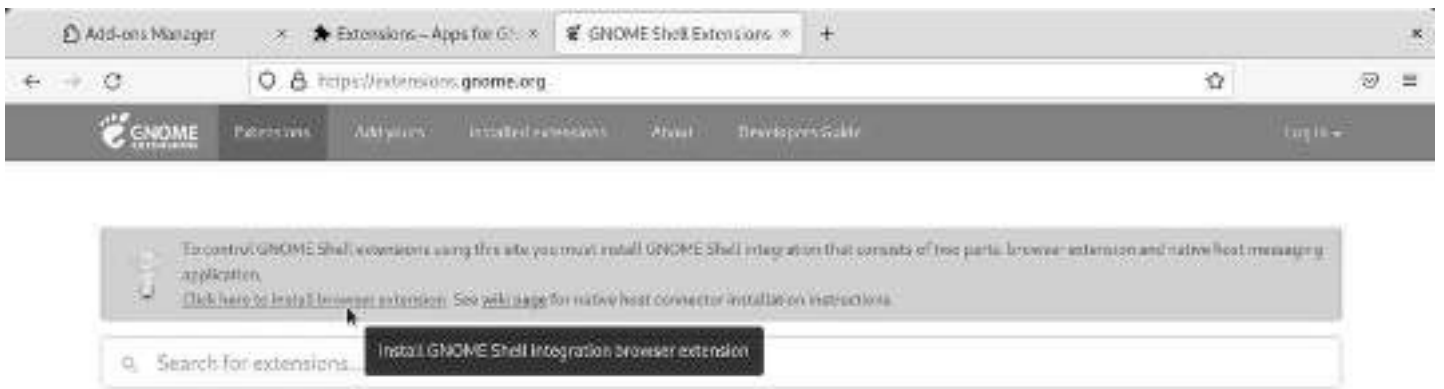 Add-ons Manager
Extensions – Apps for G
GNOME Shell Extensions
https://extensions.gnome.org
GNOME
EXTENSIONS
Extensions
Add yours
Installed extensions
About
Developers Guide
Log in
To control GNOME Shell extensions using this site you must install GNOME Shell integration that consists of two parts: browser extension and native host messaging
application.
Click here to install browser extension. See wiki page for native host connector installation instructions.
Install GNOME Shell integration browser extension
Search for extensions...